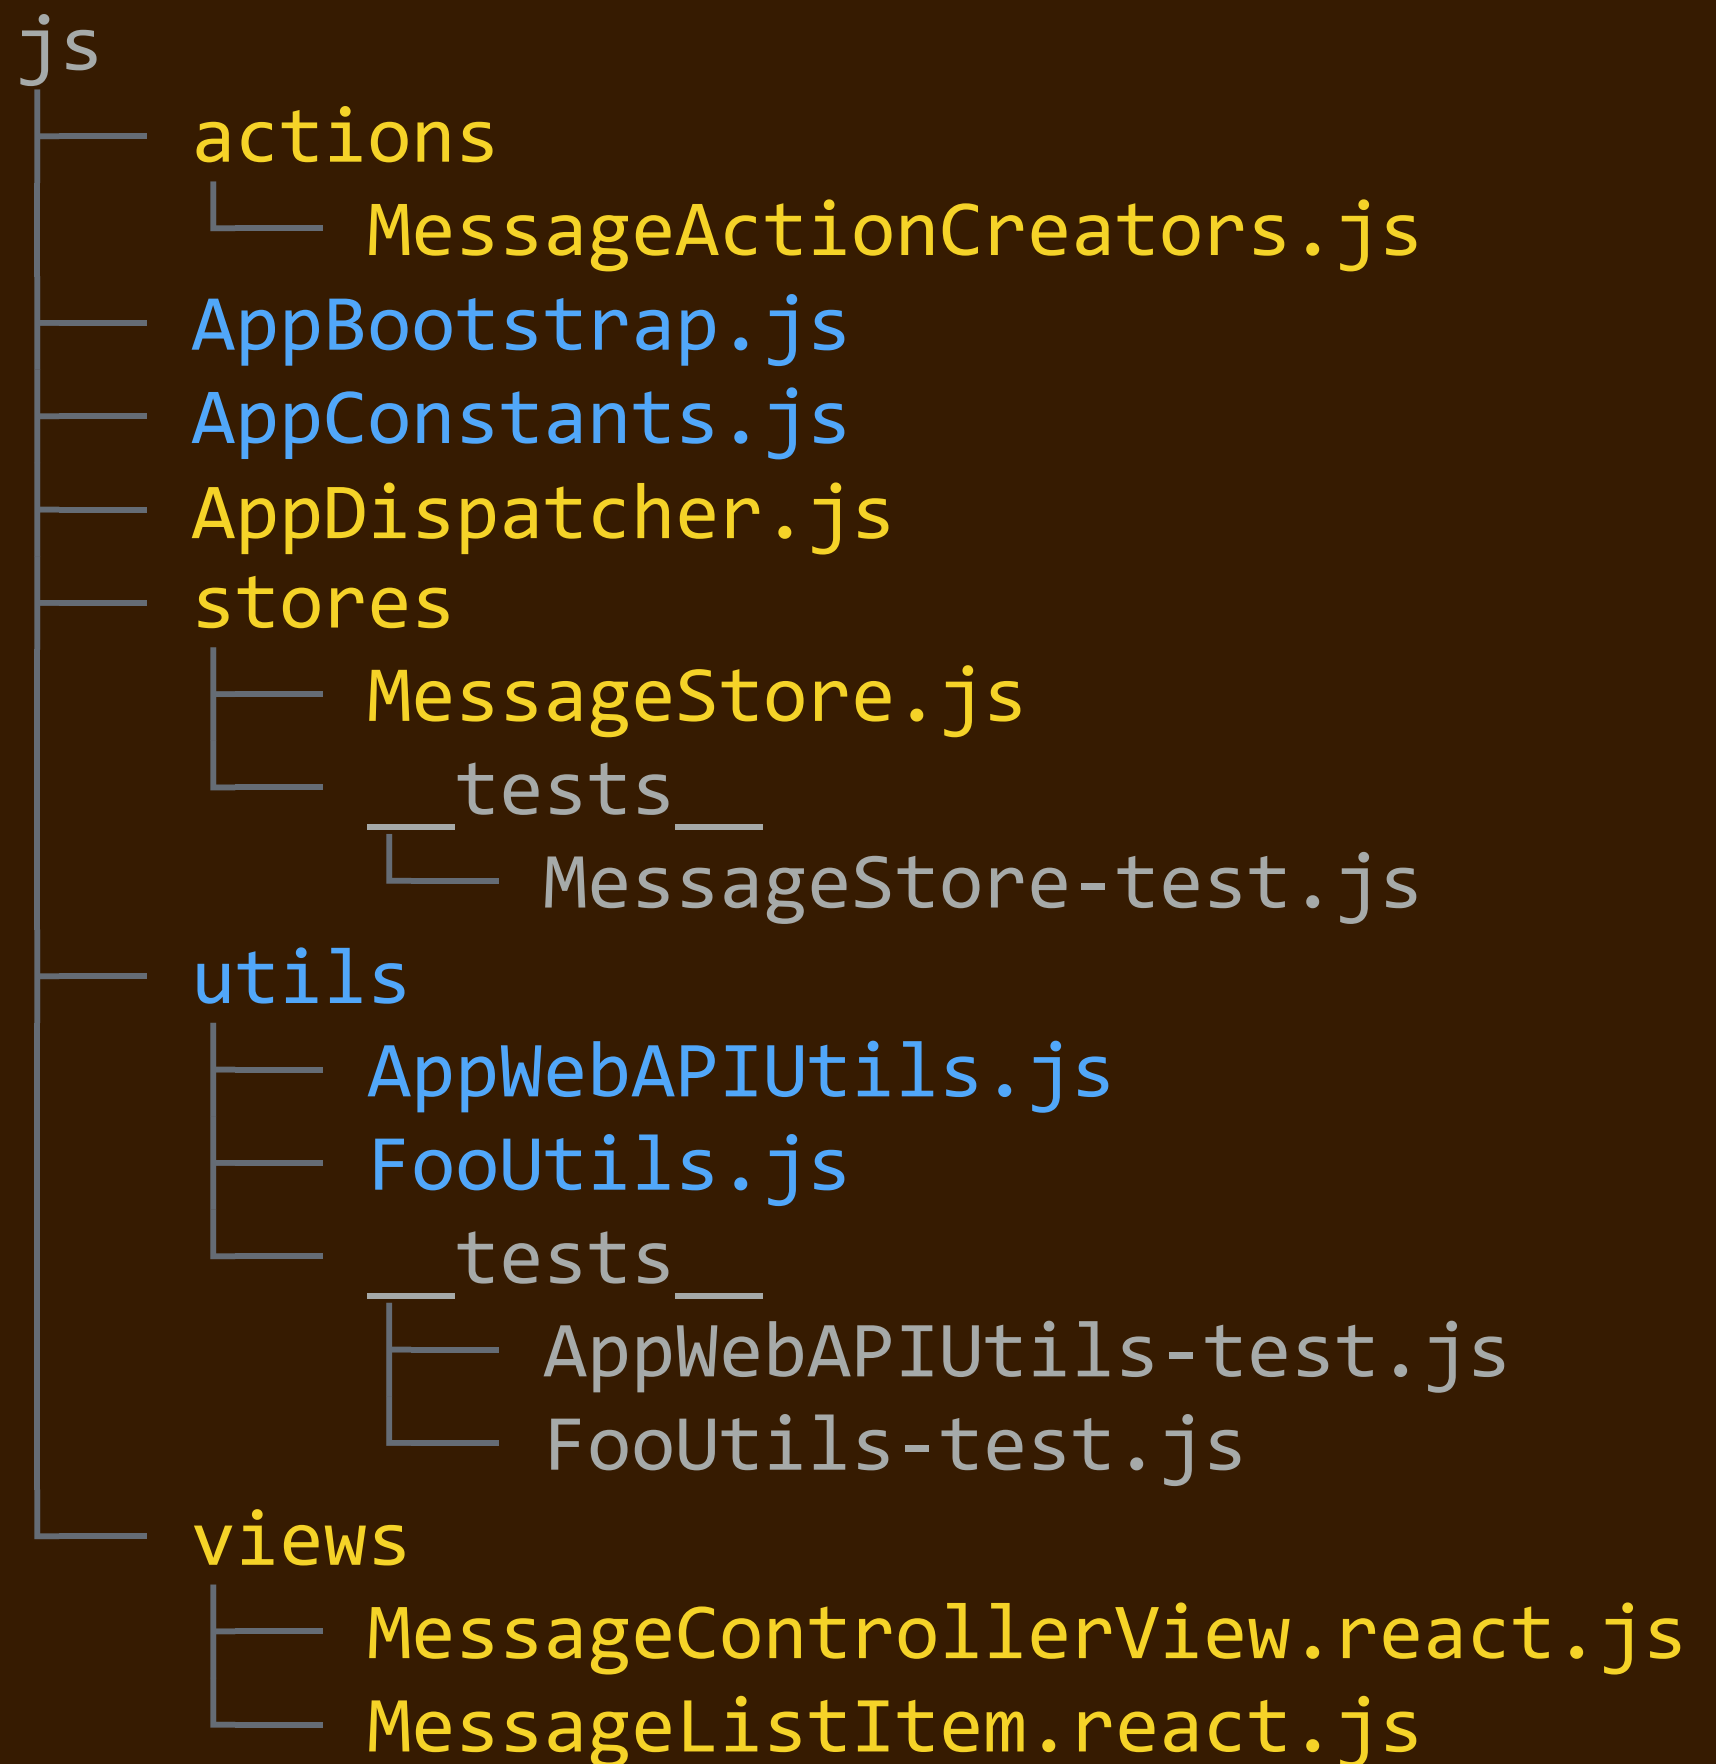 js
actions
MessageActionCreators.js
AppBootstrap.js
AppConstants.js
AppDispatcher.js
stores
MessageStore.js
__tests__
MessageStore-test.js
utils
AppWebAPIUtils.js
FooUtils.js
__tests__
AppWebAPIUtils-test.js
FooUtils-test.js
views
MessageControllerView.react.js
MessageListItem.react.js